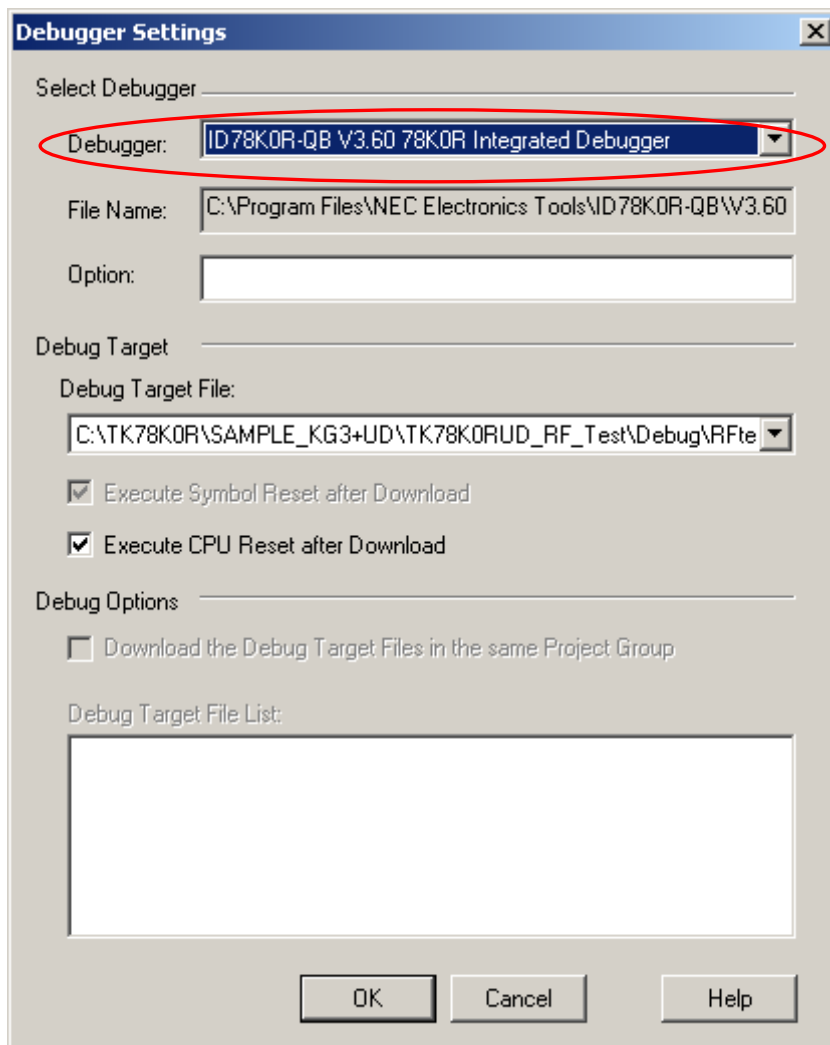 Debugger Settings
Select Debugger
Debugger: ID78K0R-QB V3.60 78K0R Integrated Debugger
File Name: C:\Program Files\NEC Electronics Tools\ID78K0R-QB\V3.60
Option:
Debug Target
Debug Target File:
C:\TK78K0R\SAMPLE_KG3+UD\TK78K0RUD_RF_Test\Debug\RFte
Execute Symbol Reset after Download
Execute CPU Reset after Download
Debug Options
Download the Debug Target Files in the same Project Group
Debug Target File List:
OK Cancel Help